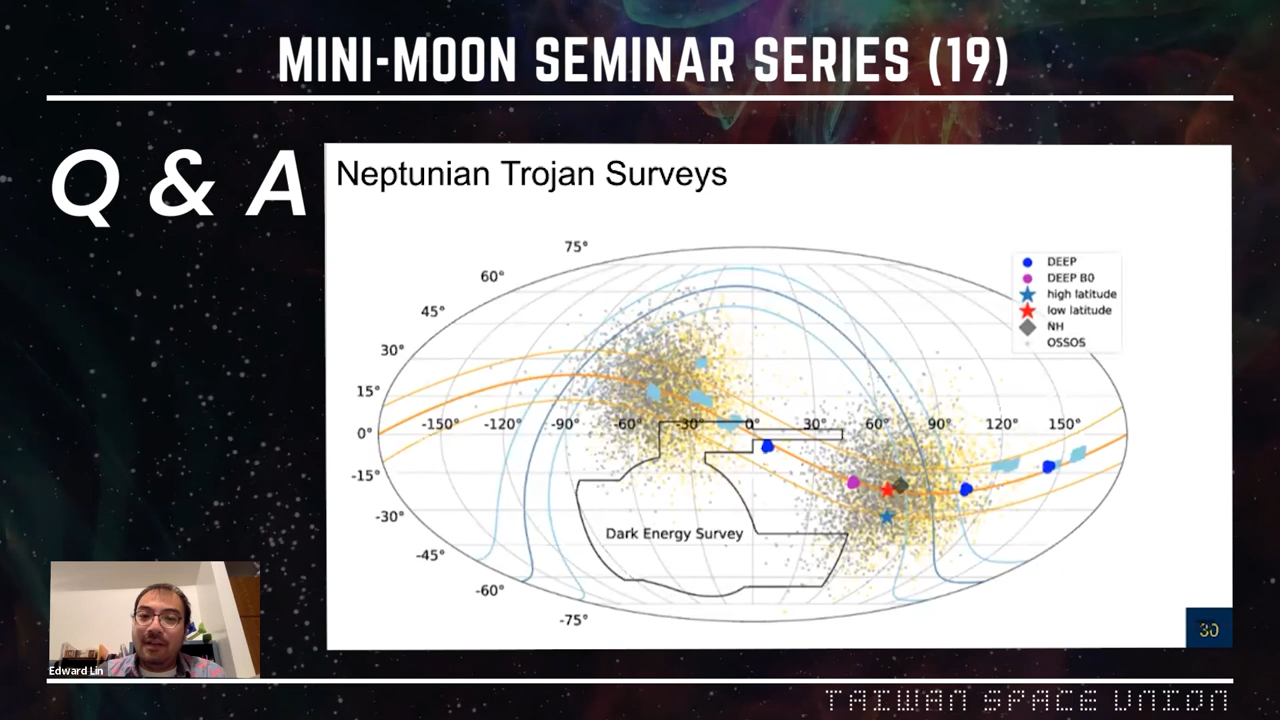 MINI-MOON SEMINAR SERIES (19)
Q & A
Neptunian Trojan Surveys
75°
60°
45°
30°
15°
0°
-15°
-30°
-45°
-60°
-75°
-150° -120° -90° -60° -30° 0° 30° 60° 90° 120° 150°
DEEP
DEEP B0
high latitude
low latitude
NH
OSSOS
Dark Energy Survey
30
Edward Lin
TAIWAN SPACE UNION